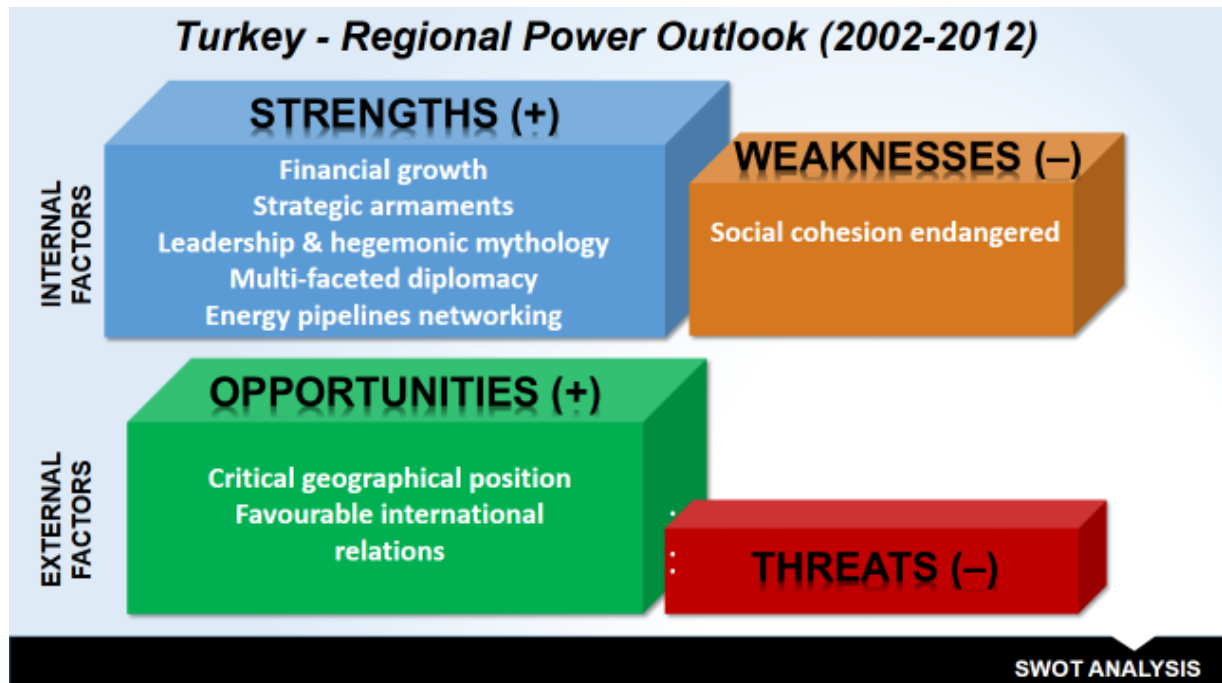 Turkey - Regional Power Outlook (2002-2012)
INTERNAL
FACTORS
STRENGTHS (+)
Financial growth
Strategic armaments
Leadership & hegemonic mythology
Multi-faceted diplomacy
Energy pipelines networking
WEAKNESSES (–)
Social cohesion endangered
EXTERNAL
FACTORS
OPPORTUNITIES (+)
Critical geographical position
Favourable international
relations
THREATS (–)
SWOT ANALYSIS